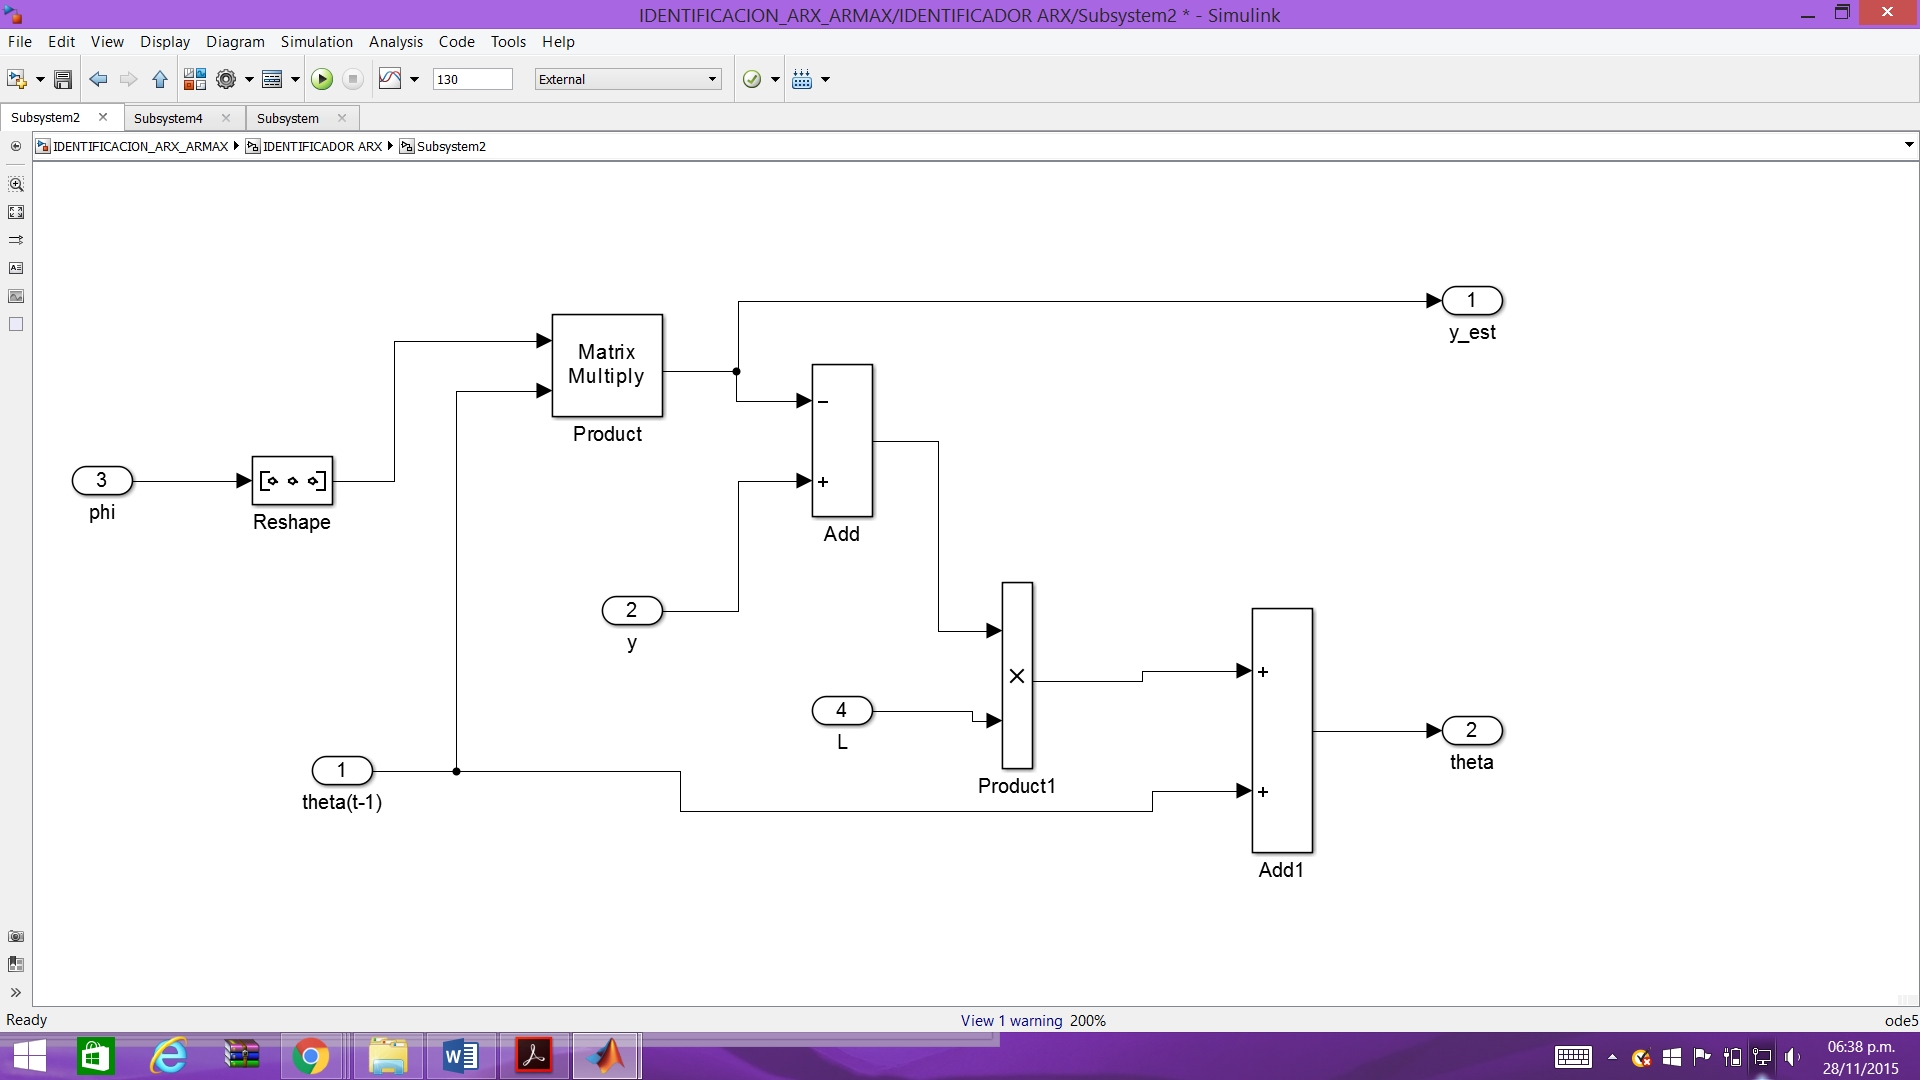 IDENTIFICACION_ARX_ARMAX/IDENTIFICADOR ARX/Subsystem2 * - Simulink
File Edit View Display Diagram Simulation Analysis Code Tools Help
130 External
Subsystem2 Subsystem4 Subsystem
IDENTIFICACION_ARX_ARMAX IDENTIFICADOR ARX Subsystem2
1
y_est
Matrix
Multiply
Product
−
+
Add
3
phi
Reshape
2
y
4
L
×
Product1
1
theta(t-1)
+
+
Add1
2
theta
Ready
View 1 warning 200%
ode5
06:38 p.m.
28/11/2015